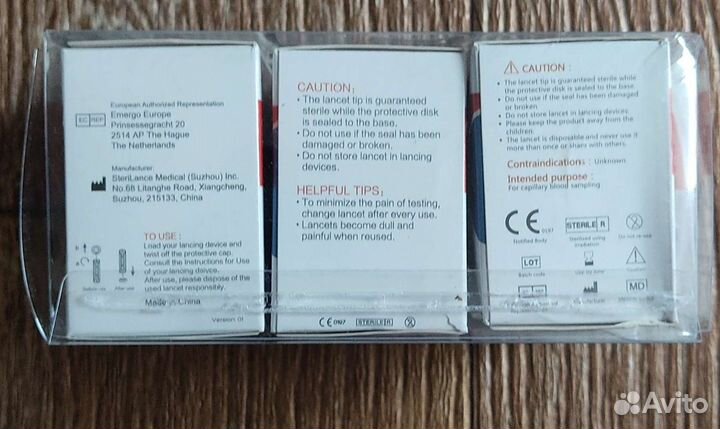 European Authorized Representation
EC REP
Emergo Europe
Prinsessegracht 20
2514 AP The Hague
The Netherlands
Manufacturer
SteriLance Medical (Suzhou) Inc.
No.68 Litanghe Road, Xiangcheng,
Suzhou, 215133, China
TO USE :
Load your lancing device and
twist off the protective cap.
Consult the Instructions for Use
of your lancing daivce.
After use, please dispose of the
used lancet responsibly.
Before use
After use
Made in China
Version: 01
CAUTION:
• The lancet tip is guaranteed
sterile while the protective disk
is sealed to the base.
• Do not use if the seal has been
damaged or broken.
• Do not store lancet in lancing
devices.
HELPFUL TIPS:
• To minimize the pain of testing,
change lancet after every use.
• Lancets become dull and
painful when reused.
CE 0197 STERILE R
CAUTION :
• The lancet tip is guaranteed sterile while
the protective disk is sealed to the base.
• Do not use if the seal has been damaged
or broken
• Do not store lancet in lancing devices.
• Please keep the product away from the
children.
• The lancet is disposable and never use it
more than once or share with others.
Contraindications : Unknown
Intended purpose :
For capillary blood sampling
CE 0197
STERILE R
Notified Body
Sterilized using
irradiation
Do not re-use
LOT
Batch code
Use by date
Caution
EC REP
Manufacturer
MD
Avito